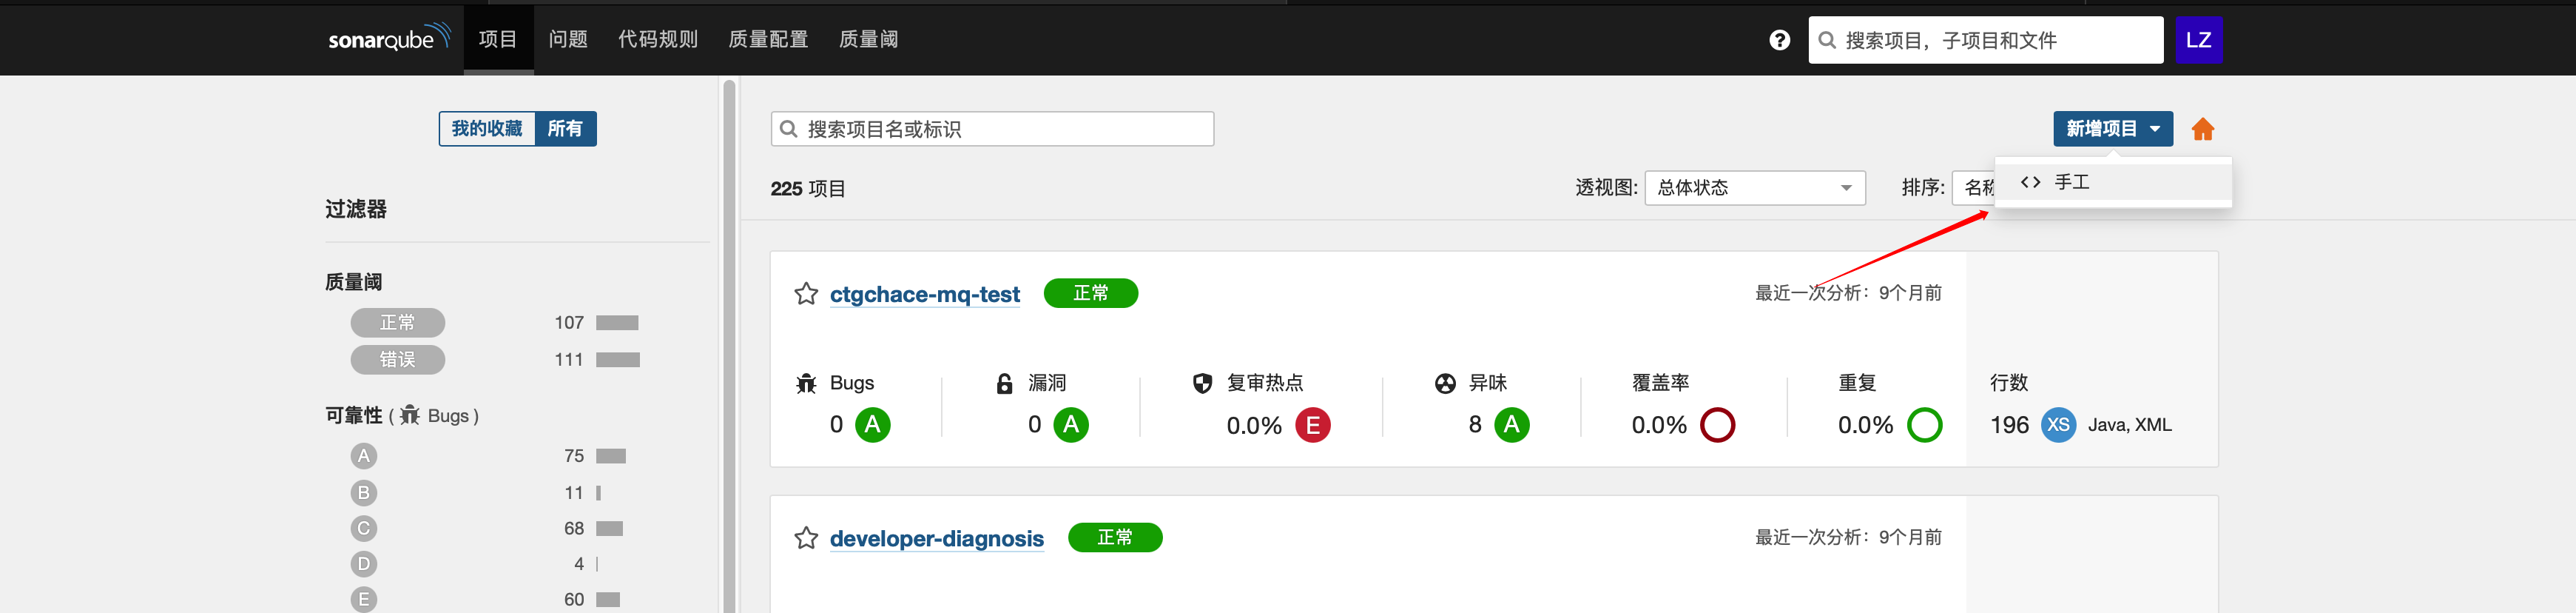 sonarqube 项目 问题 代码规则 质量配置 质量阈 ? 搜索项目，子项目和文件 LZ
我的收藏 所有
搜索项目名或标识
新增项目
手工
225 项目
透视图: 总体状态
排序: 名称
过滤器
质量阈
正常 107
错误 111
可靠性 ( Bugs )
A 75
B 11
C 68
D 4
E 60
ctgchace-mq-test 正常 最近一次分析：9个月前
Bugs 漏洞 复审热点 异味 覆盖率 重复 行数
0 A 0 A 0.0% E 8 A 0.0% 0.0% 196 XS Java, XML
developer-diagnosis 正常 最近一次分析：9个月前